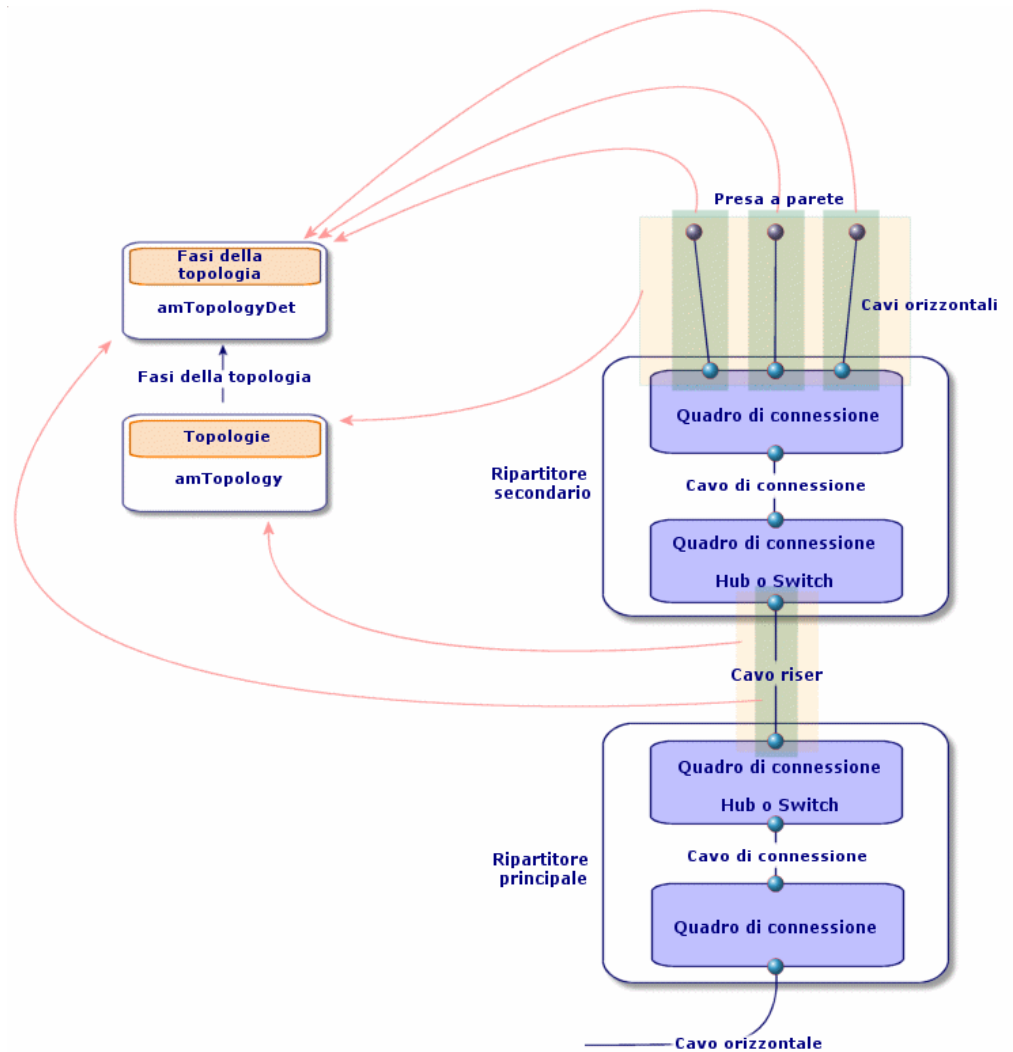 Presa a parete
Fasi della
topologia
amTopologyDet
Cavi orizzontali
Fasi della topologia
Quadro di connessione
Topologie
amTopology
Ripartitore
secondario
Cavo di connessione
Quadro di connessione
Hub o Switch
Cavo riser
Quadro di connessione
Hub o Switch
Cavo di connessione
Ripartitore
principale
Quadro di connessione
Cavo orizzontale